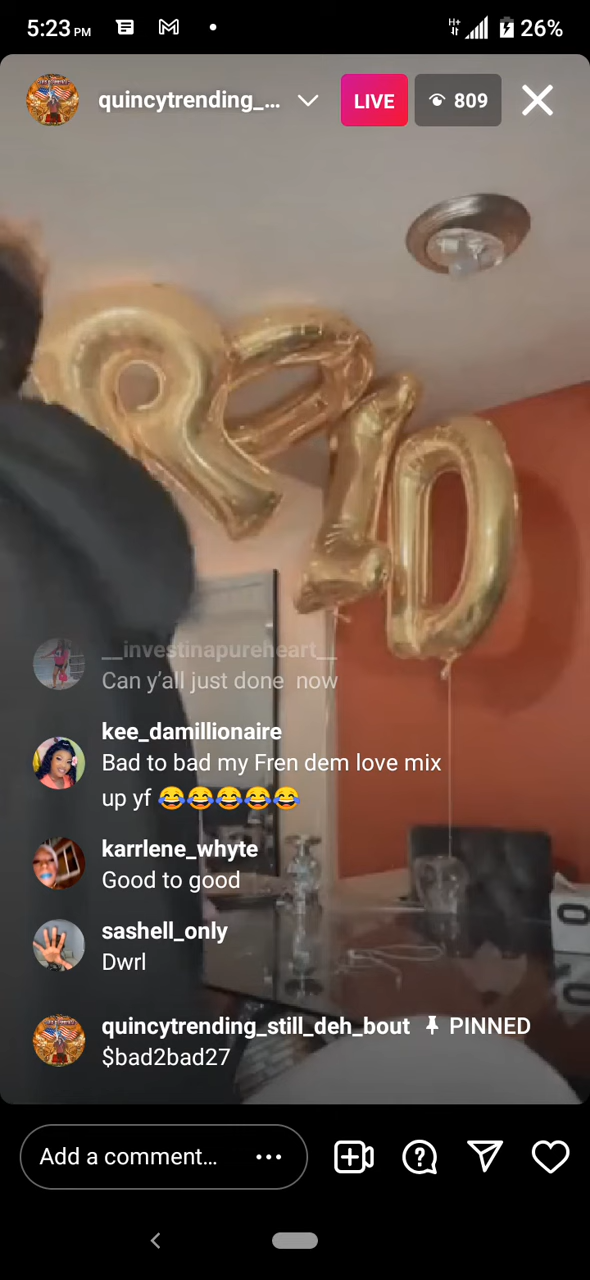 5:23 PM
H+
26%
quincytrending_...
LIVE
809
R
D
__investinapureheart__
Can y'all just done now
kee_damillionaire
Bad to bad my Fren dem love mix
up yf 😂😂😂😂😂
karrlene_whyte
Good to good
sashell_only
Dwrl
0
quincytrending_still_deh_bout PINNED
$bad2bad27
Add a comment...